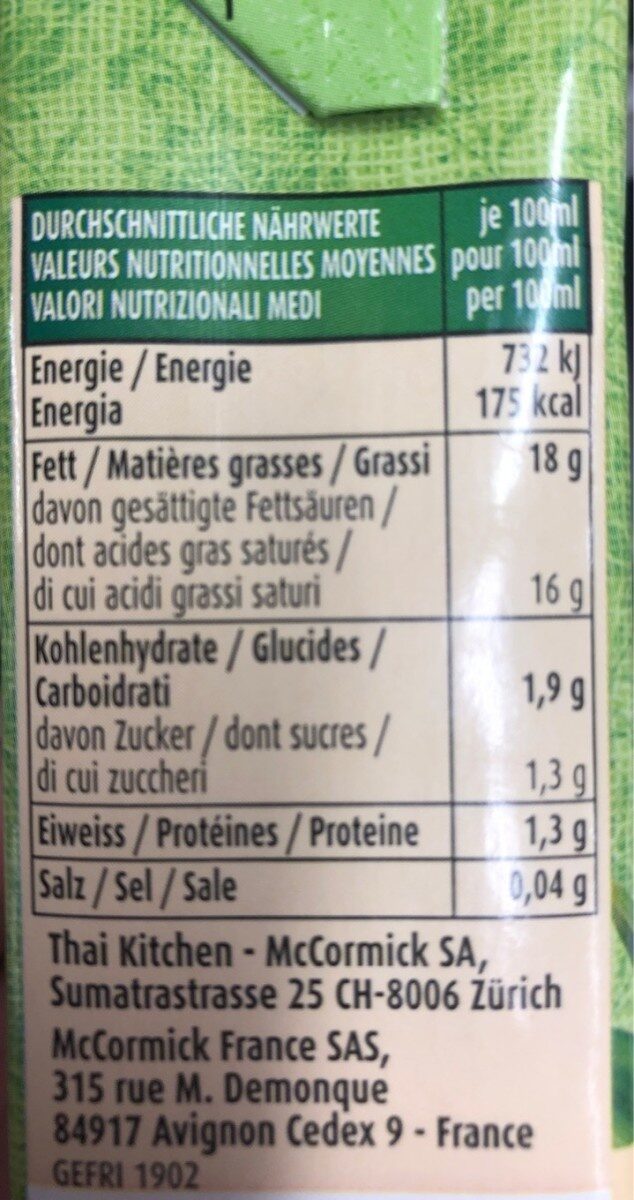 DURCHSCHNITTLICHE NÄHRWERTE je 100ml
VALEURS NUTRITIONNELLES MOYENNES pour 100ml
VALORI NUTRIZIONALI MEDI per 100ml
Energie / Energie 732 kJ
Energia 175 kcal
Fett / Matières grasses / Grassi 18 g
davon gesättigte Fettsäuren /
dont acides gras saturés /
di cui acidi grassi saturi 16 g
Kohlenhydrate / Glucides /
Carboidrati 1,9 g
davon Zucker / dont sucres /
di cui zuccheri 1,3 g
Eiweiss / Protéines / Proteine 1,3 g
Salz / Sel / Sale 0,04 g
Thai Kitchen - McCormick SA,
Sumatrastrasse 25 CH-8006 Zürich
McCormick France SAS,
315 rue M. Demonque
84917 Avignon Cedex 9 - France
GEFRI 1902